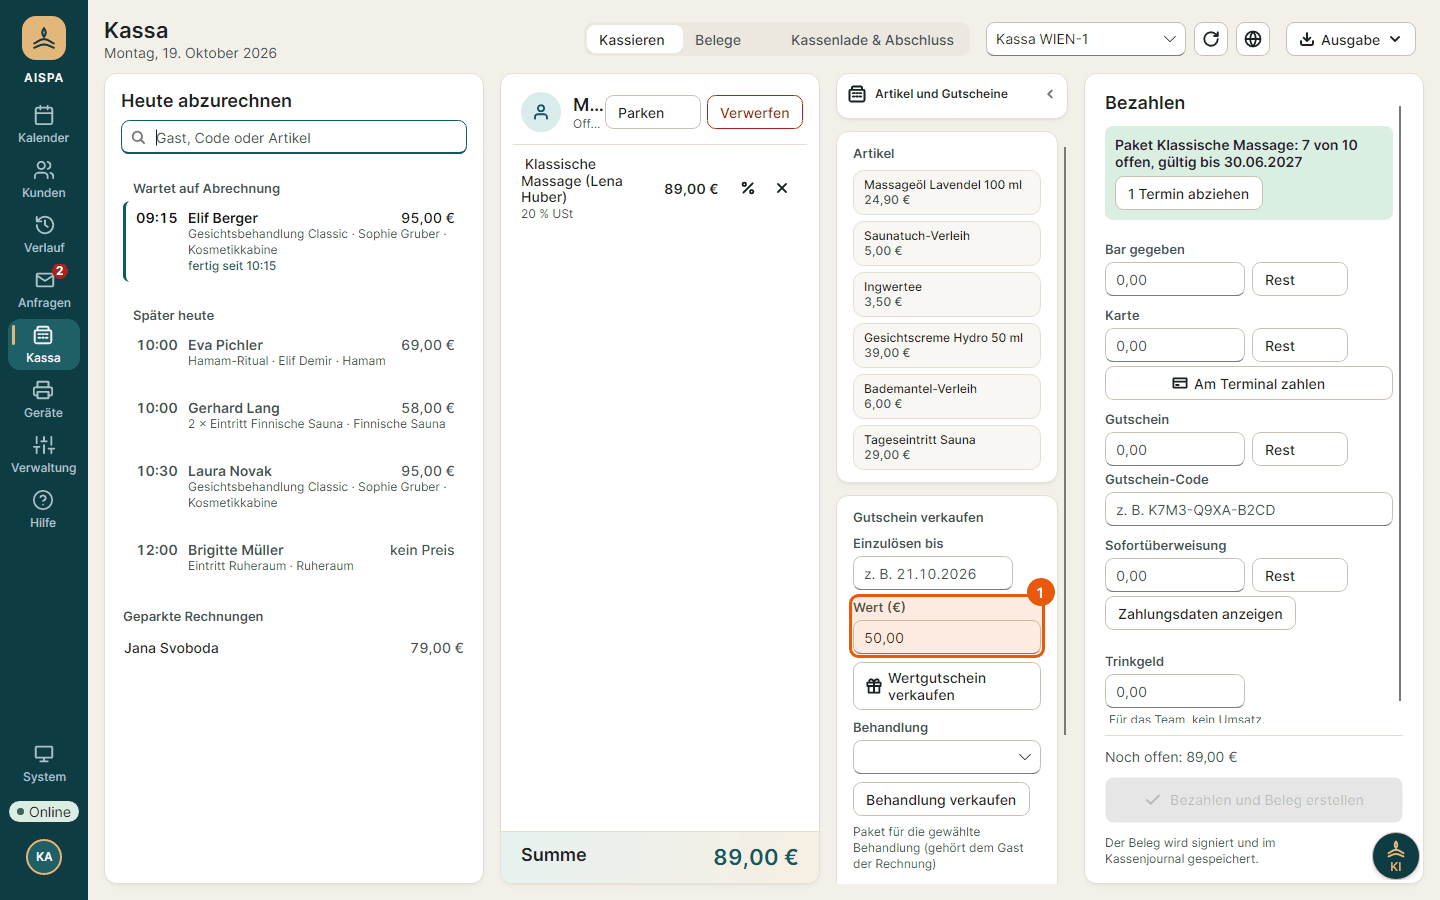 AISPA
Kalender
Kunden
Verlauf
2
Anfragen
Kassa
Geräte
Verwaltung
Hilfe
System
Online
KA
Kassa
Montag, 19. Oktober 2026
Kassieren
Belege
Kassenlade & Abschluss
Kassa WIEN-1
Ausgabe
Heute abzurechnen
Gast, Code oder Artikel
Wartet auf Abrechnung
09:15 Elif Berger 95,00 €
Gesichtsbehandlung Classic · Sophie Gruber ·
Kosmetikkabine
fertig seit 10:15
Später heute
10:00 Eva Pichler 69,00 €
Hamam-Ritual · Elif Demir · Hamam
10:00 Gerhard Lang 58,00 €
2 × Eintritt Finnische Sauna · Finnische Sauna
10:30 Laura Novak 95,00 €
Gesichtsbehandlung Classic · Sophie Gruber ·
Kosmetikkabine
12:00 Brigitte Müller kein Preis
Eintritt Ruheraum · Ruheraum
Geparkte Rechnungen
Jana Svoboda 79,00 €
M...
Off...
Parken
Verwerfen
Klassische
Massage (Lena
Huber)
89,00 €
20 % USt
Summe 89,00 €
Artikel und Gutscheine
Artikel
Massageöl Lavendel 100 ml
24,90 €
Saunatuch-Verleih
5,00 €
Ingwertee
3,50 €
Gesichtscreme Hydro 50 ml
39,00 €
Bademantel-Verleih
6,00 €
Tageseintritt Sauna
29,00 €
Gutschein verkaufen
Einzulösen bis
z. B. 21.10.2026
1
Wert (€)
50,00
Wertgutschein
verkaufen
Behandlung
Behandlung verkaufen
Paket für die gewählte
Behandlung (gehört dem Gast
der Rechnung)
Bezahlen
Paket Klassische Massage: 7 von 10
offen, gültig bis 30.06.2027
1 Termin abziehen
Bar gegeben
0,00 Rest
Karte
0,00 Rest
Am Terminal zahlen
Gutschein
0,00 Rest
Gutschein-Code
z. B. K7M3-Q9XA-B2CD
Sofortüberweisung
0,00 Rest
Zahlungsdaten anzeigen
Trinkgeld
0,00
Für das Team, kein Umsatz.
Noch offen: 89,00 €
Bezahlen und Beleg erstellen
Der Beleg wird signiert und im
Kassenjournal gespeichert.
KI